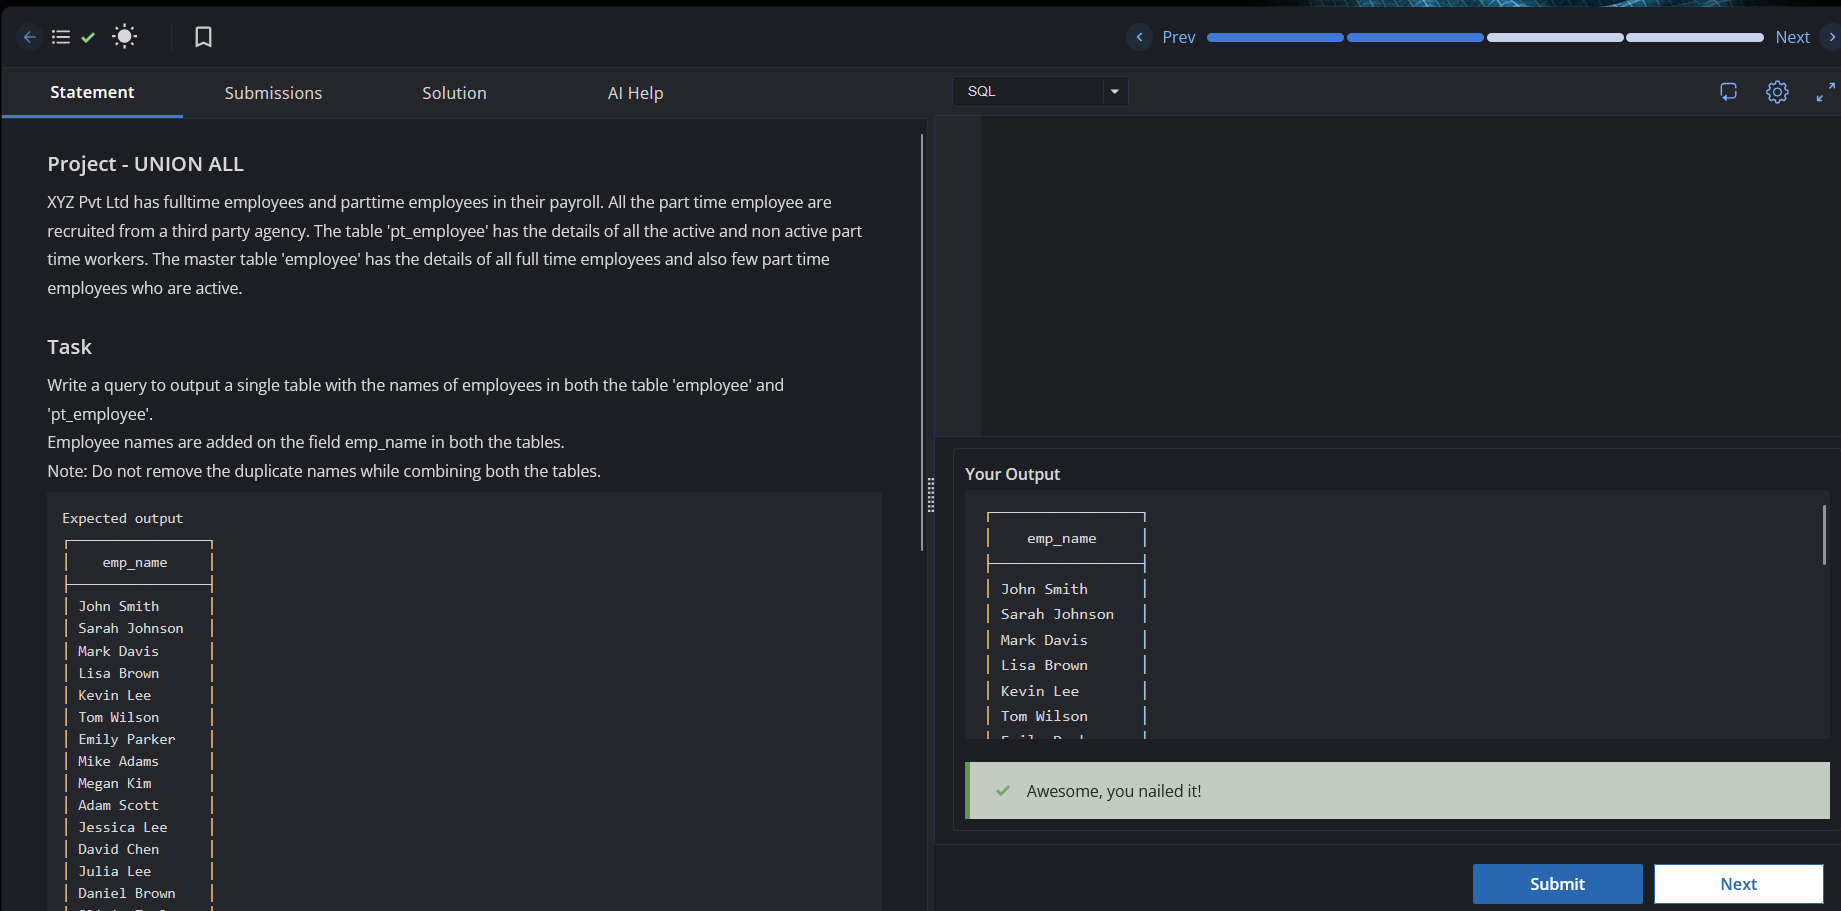 Prev
Next
Statement
Submissions
Solution
AI Help
SQL
Project - UNION ALL
XYZ Pvt Ltd has fulltime employees and parttime employees in their payroll. All the part time employee are
recruited from a third party agency. The table 'pt_employee' has the details of all the active and non active part
time workers. The master table 'employee' has the details of all full time employees and also few part time
employees who are active.
Task
Write a query to output a single table with the names of employees in both the table 'employee' and
'pt_employee'.
Employee names are added on the field emp_name in both the tables.
Note: Do not remove the duplicate names while combining both the tables.
Expected output
emp_name
John Smith
Sarah Johnson
Mark Davis
Lisa Brown
Kevin Lee
Tom Wilson
Emily Parker
Mike Adams
Megan Kim
Adam Scott
Jessica Lee
David Chen
Julia Lee
Daniel Brown
Your Output
emp_name
John Smith
Sarah Johnson
Mark Davis
Lisa Brown
Kevin Lee
Tom Wilson
Awesome, you nailed it!
Submit
Next